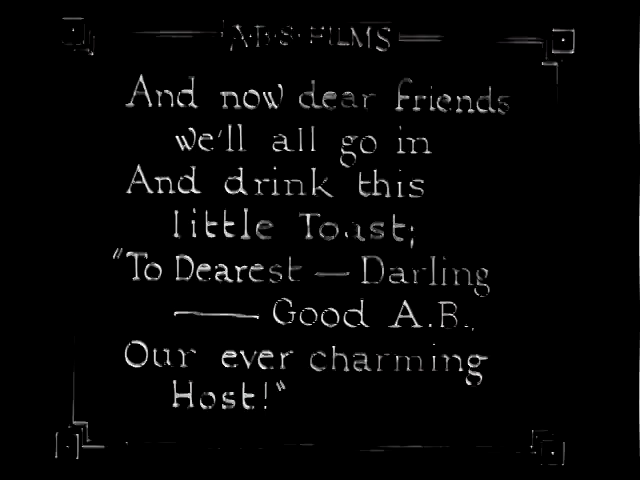 A·B·S·FILMS
And now dear friends
we'll all go in
And drink this
little Toast;
"To Dearest — Darling
— Good A.B.,
Our ever charming
Host!"